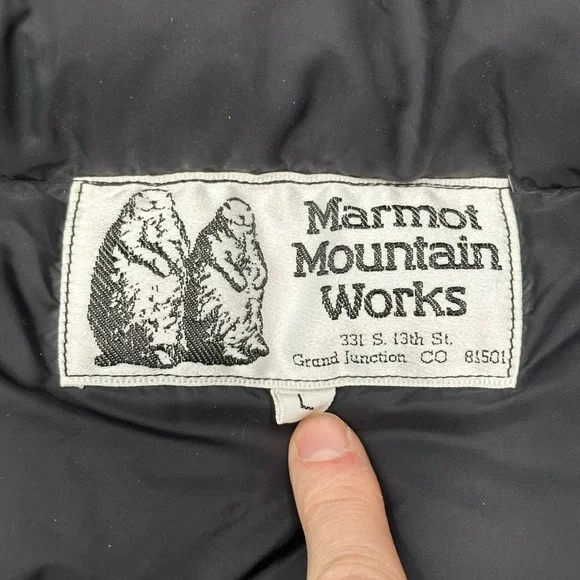 Marmot
Mountain
Works
331 S. 13th St.
Grand Junction CO 81501
L